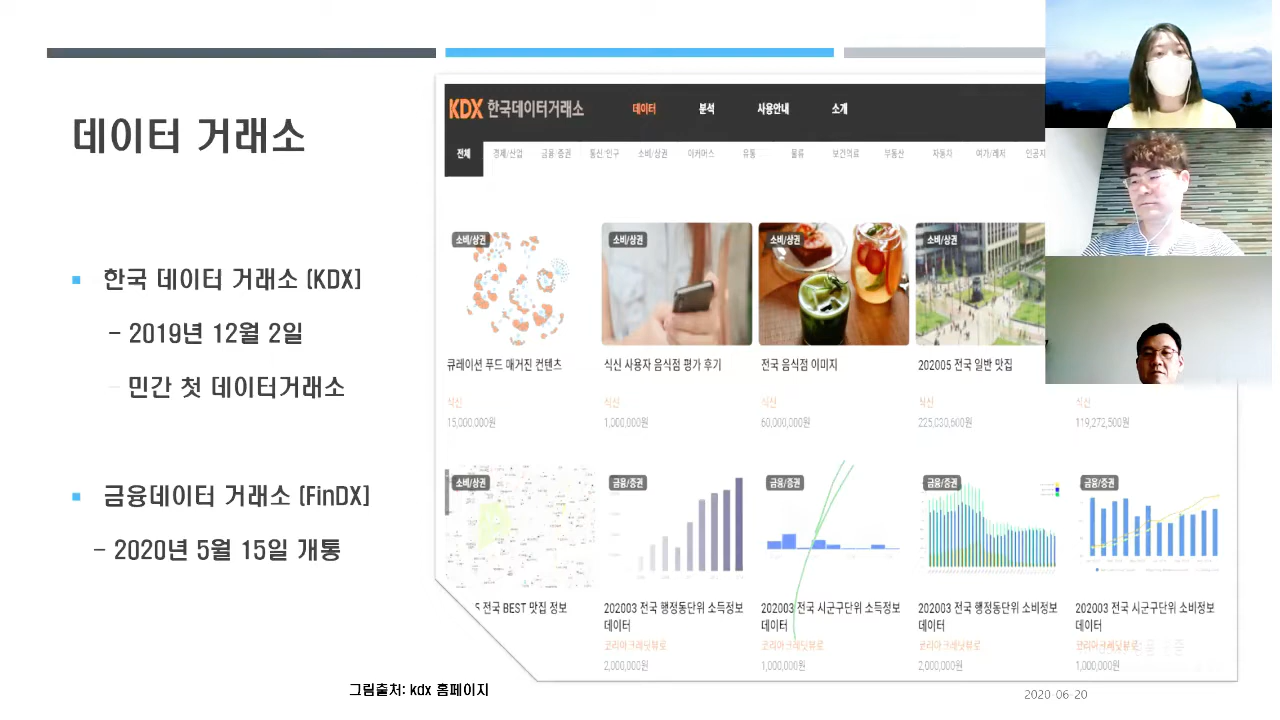 데이터 거래소
한국 데이터 거래소 (KDX)
- 2019년 12월 2일
- 민간 첫 데이터거래소
금융데이터 거래소 (FinDX)
- 2020년 5월 15일 개통
KDX 한국데이터거래소 데이터 분석 사용안내 소개
전체 경제/산업 금융·증권 통신·인구 소비/상권 이커머스 유통 물류 보건의료 부동산 자동차 여가/레저 인공지
소비/상권 소비/상권 소비/상권 소비/상권
큐레이션 푸드 매거진 컨텐츠 식신 사용자 음식점 평가 후기 전국 음식점 이미지 202005 전국 일반 맛집
식신 식신 식신 식신 식신
15,000,000원 1,000,000원 60,000,000원 225,030,600원 119,272,500원
소비/상권 금융/증권 금융/증권 금융/증권 금융/증권
5 전국 BEST 맛집 정보 202003 전국 행정동단위 소득정보 202003 전국 시군구단위 소득정보 202003 전국 행정동단위 소비정보 202003 전국 시군구단위 소비정보
데이터 데이터 데이터 데이터
코리아크레딧뷰로 코리아크레딧뷰로 코리아크레딧뷰로 코리아크레딧뷰로
2,000,000원 1,000,000원 2,000,000원 1,000,000원
그림출처: kdx 홈페이지
2020-06-20